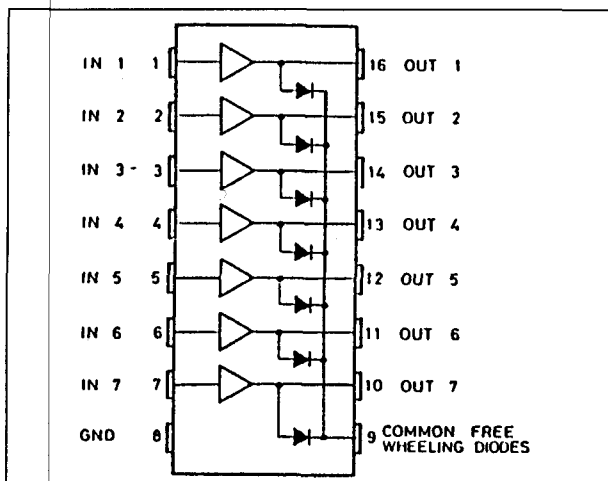 IN 1 1 16 OUT 1
IN 2 2 15 OUT 2
IN 3 - 3 14 OUT 3
IN 4 4 13 OUT 4
IN 5 5 12 OUT 5
IN 6 6 11 OUT 6
IN 7 7 10 OUT 7
GND 8 9 COMMON FREE
WHEELING DIODES